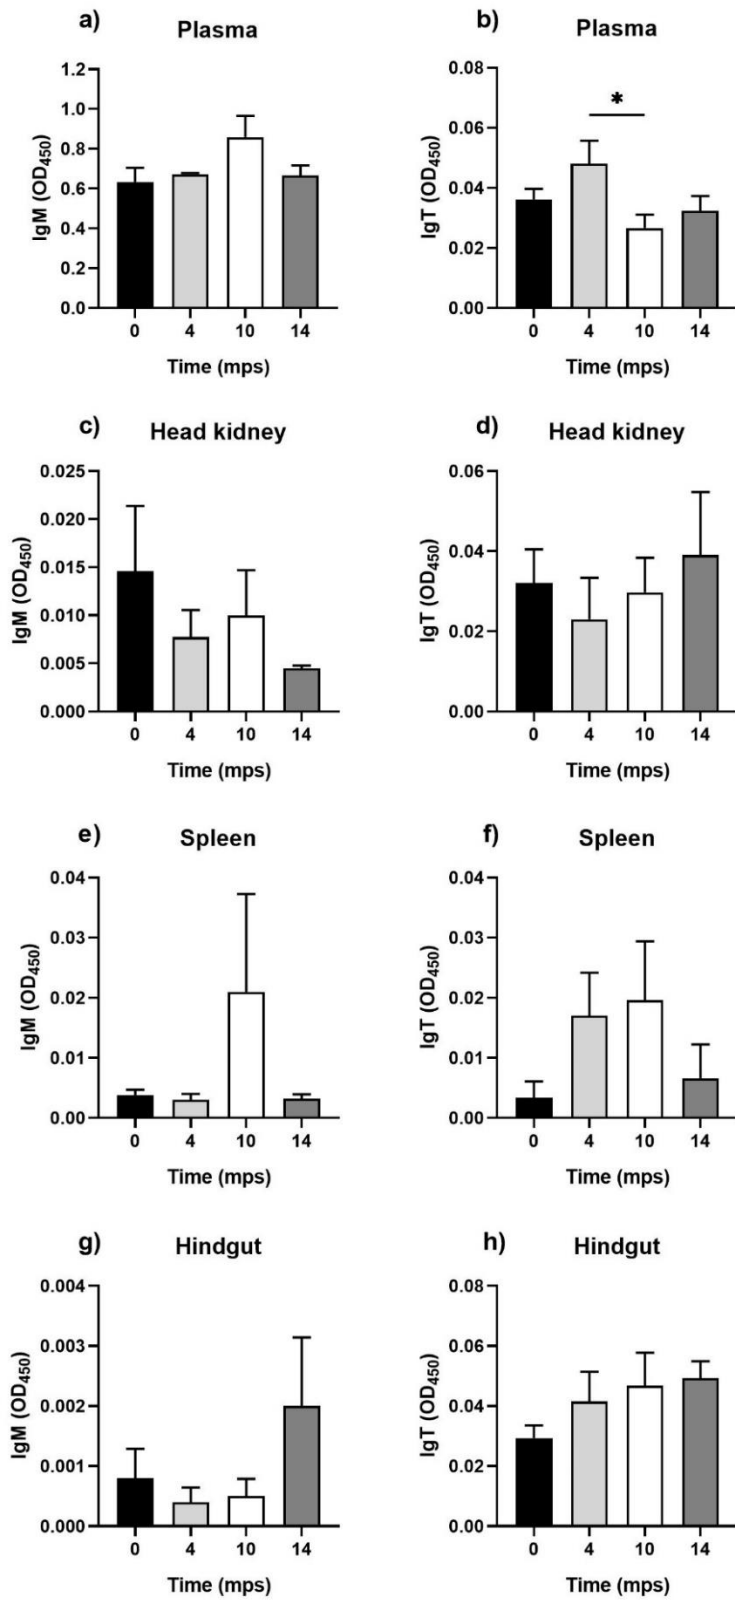 a) Plasma
IgM (OD450)
1.2
1.0
0.8
0.6
0.4
0.2
0.0
0 4 10 14
Time (mps)
b) Plasma
IgT (OD450)
0.08
0.06
0.04
0.02
0.00
*
0 4 10 14
Time (mps)
c) Head kidney
IgM (OD450)
0.025
0.020
0.015
0.010
0.005
0.000
0 4 10 14
Time (mps)
d) Head kidney
IgT (OD450)
0.06
0.04
0.02
0.00
0 4 10 14
Time (mps)
e) Spleen
IgM (OD450)
0.04
0.03
0.02
0.01
0.00
0 4 10 14
Time (mps)
f) Spleen
IgT (OD450)
0.04
0.03
0.02
0.01
0.00
0 4 10 14
Time (mps)
g) Hindgut
IgM (OD450)
0.004
0.003
0.002
0.001
0.000
0 4 10 14
Time (mps)
h) Hindgut
IgT (OD450)
0.08
0.06
0.04
0.02
0.00
0 4 10 14
Time (mps)